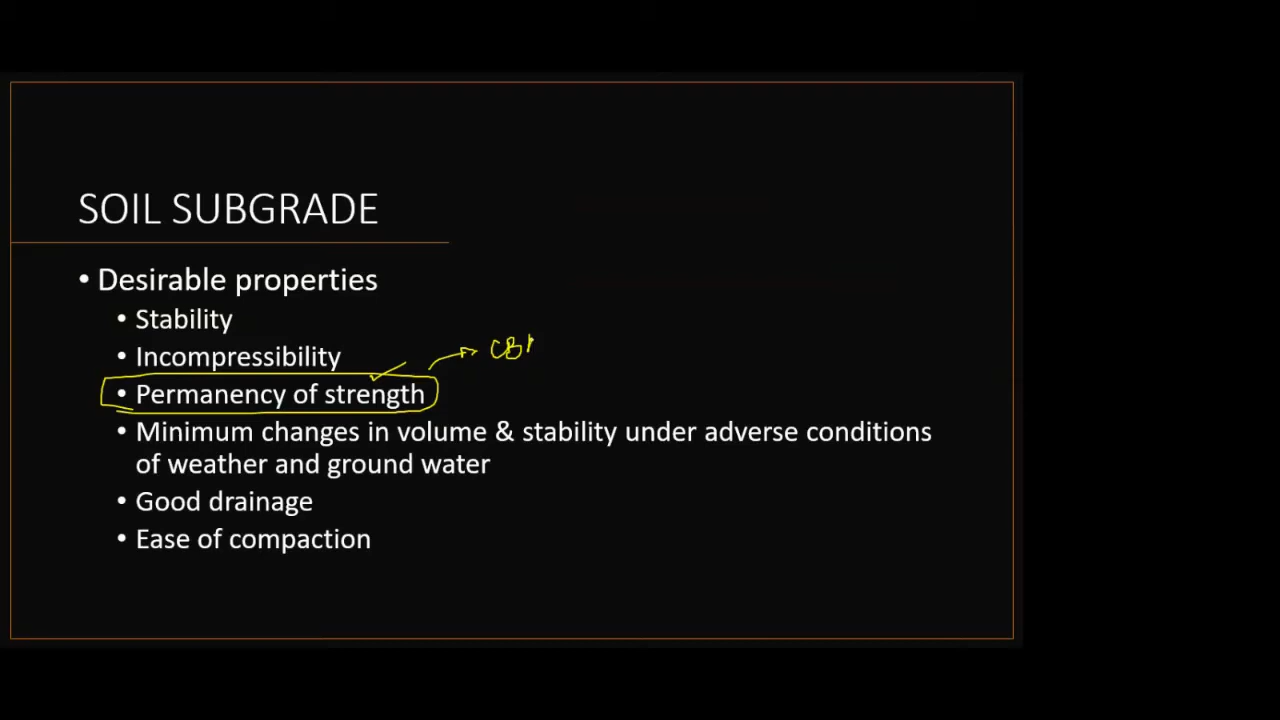 SOIL SUBGRADE
• Desirable properties
• Stability
• Incompressibility
CB
• Permanency of strength
• Minimum changes in volume & stability under adverse conditions
of weather and ground water
• Good drainage
• Ease of compaction